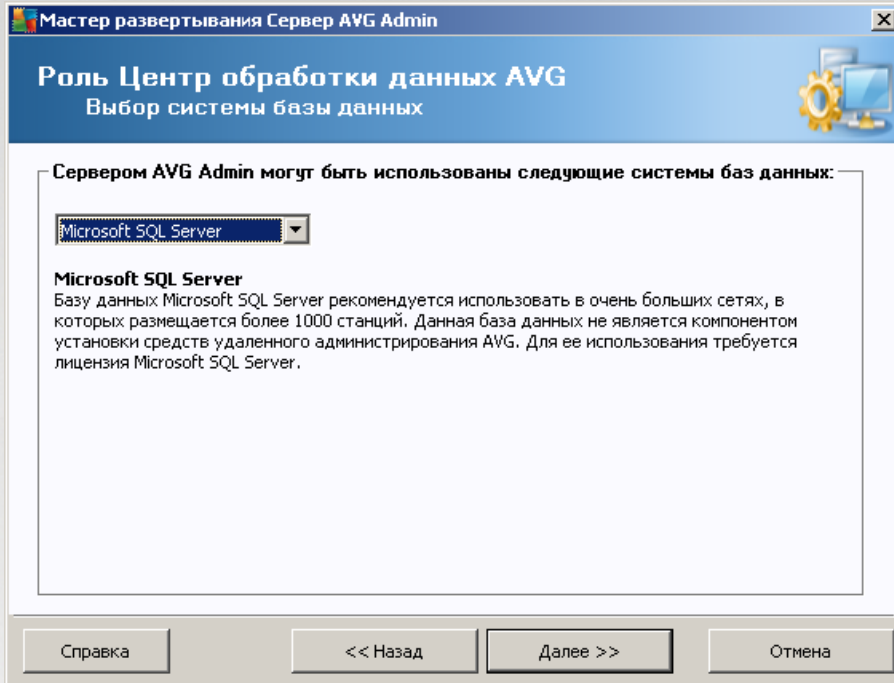 Мастер развертывания Сервер AVG Admin
Роль Центр обработки данных AVG
Выбор системы базы данных
Сервером AVG Admin могут быть использованы следующие системы баз данных:
Microsoft SQL Server
Microsoft SQL Server
Базу данных Microsoft SQL Server рекомендуется использовать в очень больших сетях, в
которых размещается более 1000 станций. Данная база данных не является компонентом
установки средств удаленного администрирования AVG. Для ее использования требуется
лицензия Microsoft SQL Server.
Справка
<< Назад
Далее >>
Отмена